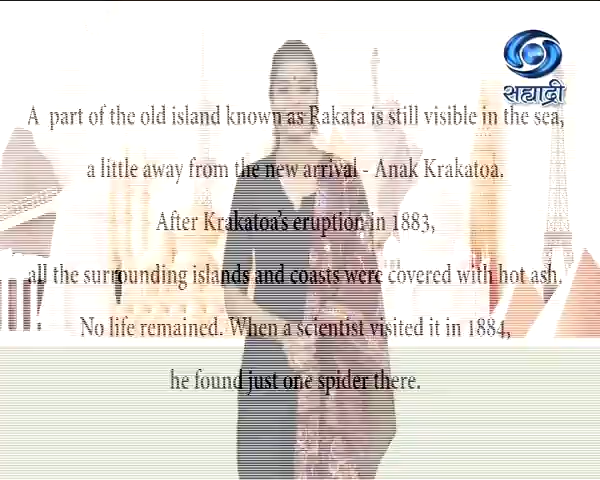 सह्याद्री
A part of the old island known as Rakata is still visible in the sea,
a little away from the new arrival - Anak Krakatoa.
After Krakatoa's eruption in 1883,
all the surrounding islands and coasts were covered with hot ash.
No life remained. When a scientist visited it in 1884,
he found just one spider there.